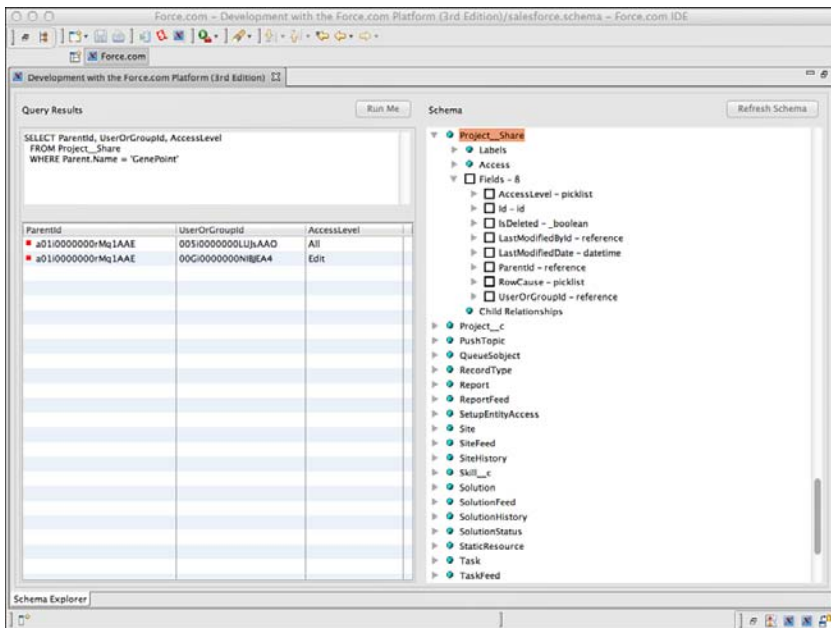 Force.com – Development with the Force.com Platform (3rd Edition)/salesforce.schema – Force.com IDE
Force.com
Development with the Force.com Platform (3rd Edition)
Query Results
Run Me
SELECT ParentId, UserOrGroupId, AccessLevel
FROM Project__Share
WHERE Parent.Name = 'GenePoint'
ParentId UserOrGroupId AccessLevel
a01i0000000rMq1AAE 005i0000000LUJsAAO All
a01i0000000rMq1AAE 00Gi0000000NIBJEA4 Edit
Schema
Refresh Schema
Project__Share
Labels
Access
Fields – 8
AccessLevel – picklist
Id – id
IsDeleted – _boolean
LastModifiedById – reference
LastModifiedDate – datetime
ParentId – reference
RowCause – picklist
UserOrGroupId – reference
Child Relationships
Project__c
PushTopic
QueueSobject
RecordType
Report
ReportFeed
SetupEntityAccess
Site
SiteFeed
SiteHistory
Skill__c
Solution
SolutionFeed
SolutionHistory
SolutionStatus
StaticResource
Task
TaskFeed
Schema Explorer